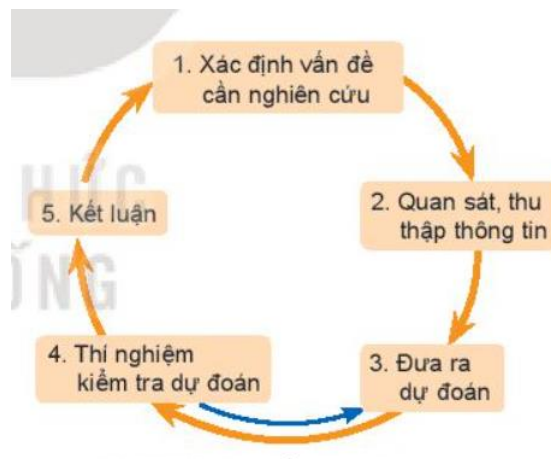 1. Xác định vấn đề
cần nghiên cứu
2. Quan sát, thu
thập thông tin
3. Đưa ra
dự đoán
4. Thí nghiệm
kiểm tra dự đoán
5. Kết luận